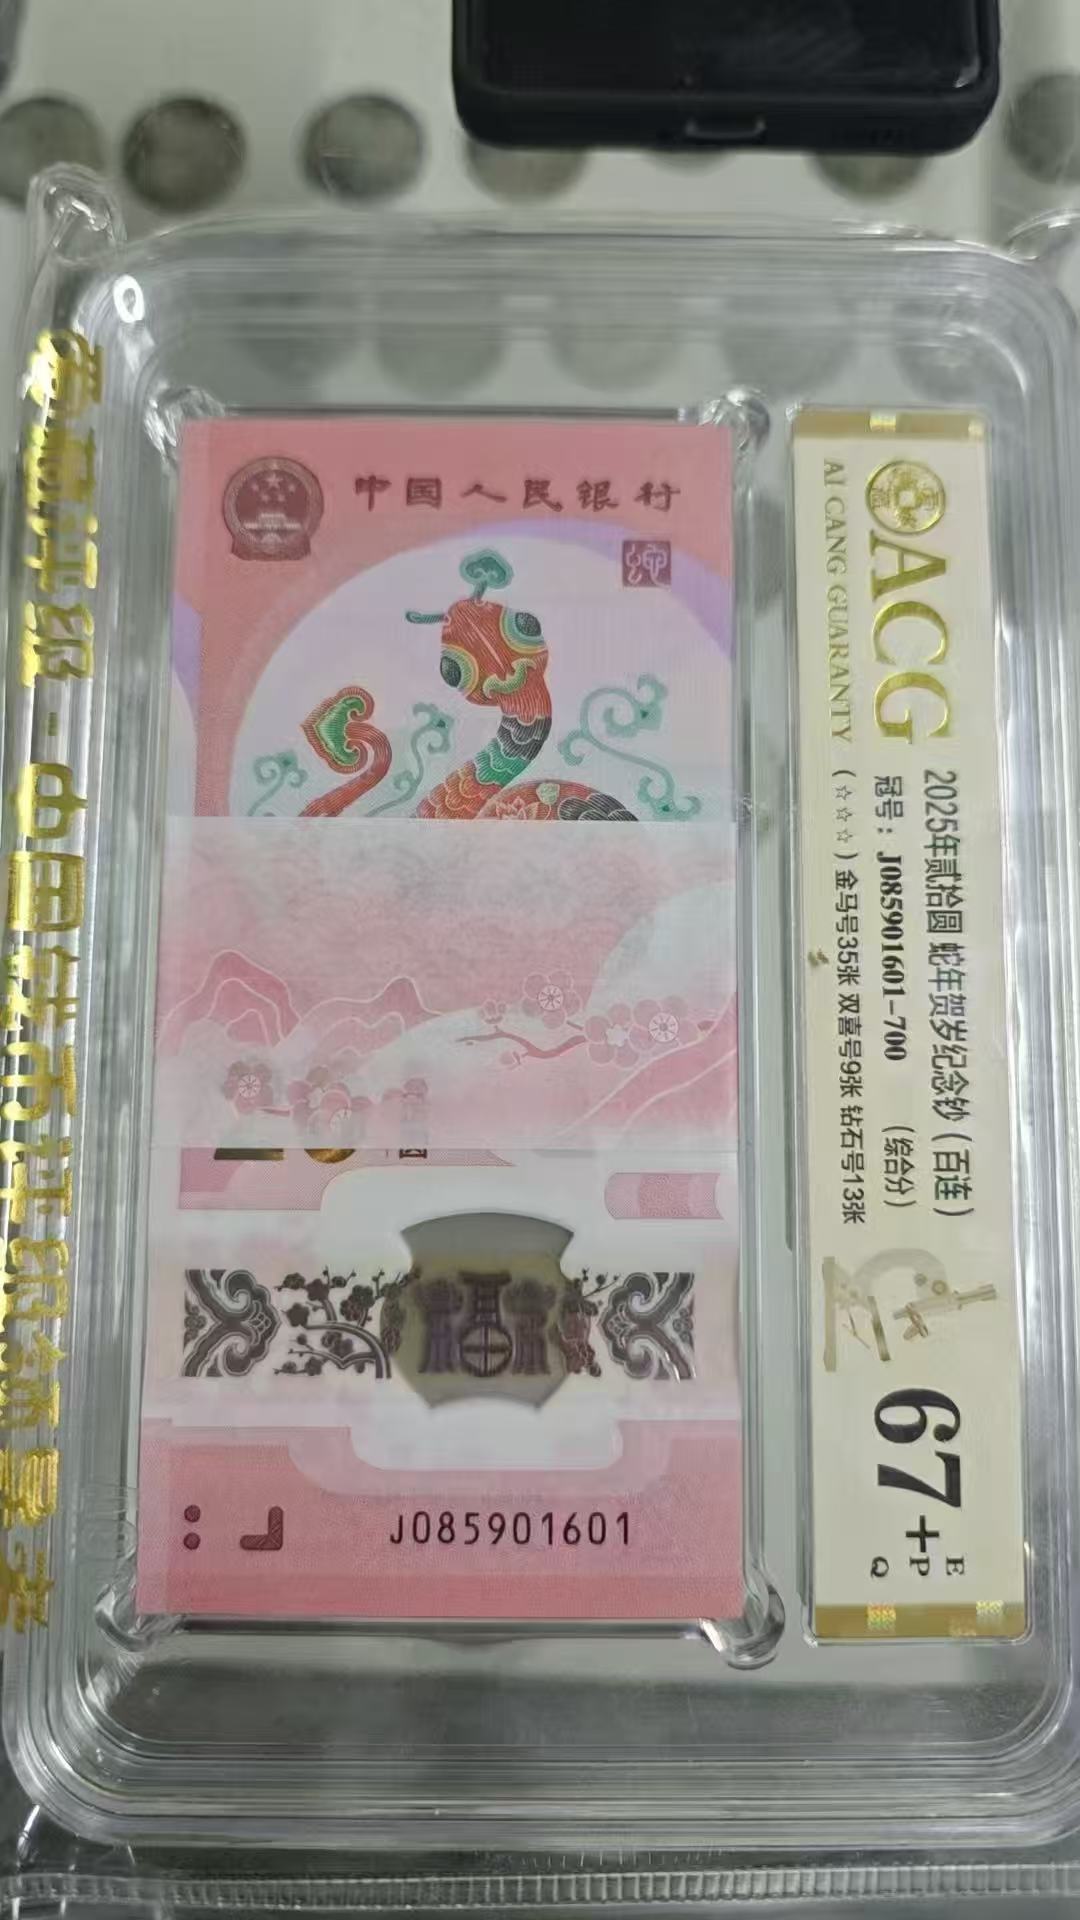 中国人民银行
J085901601
ACG
AI CANG GUARANTY
2025年贰拾圆 蛇年贺岁纪念钞（百连）
冠号：J085901601-700 （综合分）
（☆☆☆）金马号35张 双喜号9张 钻石号13张
67+
E
P
Q